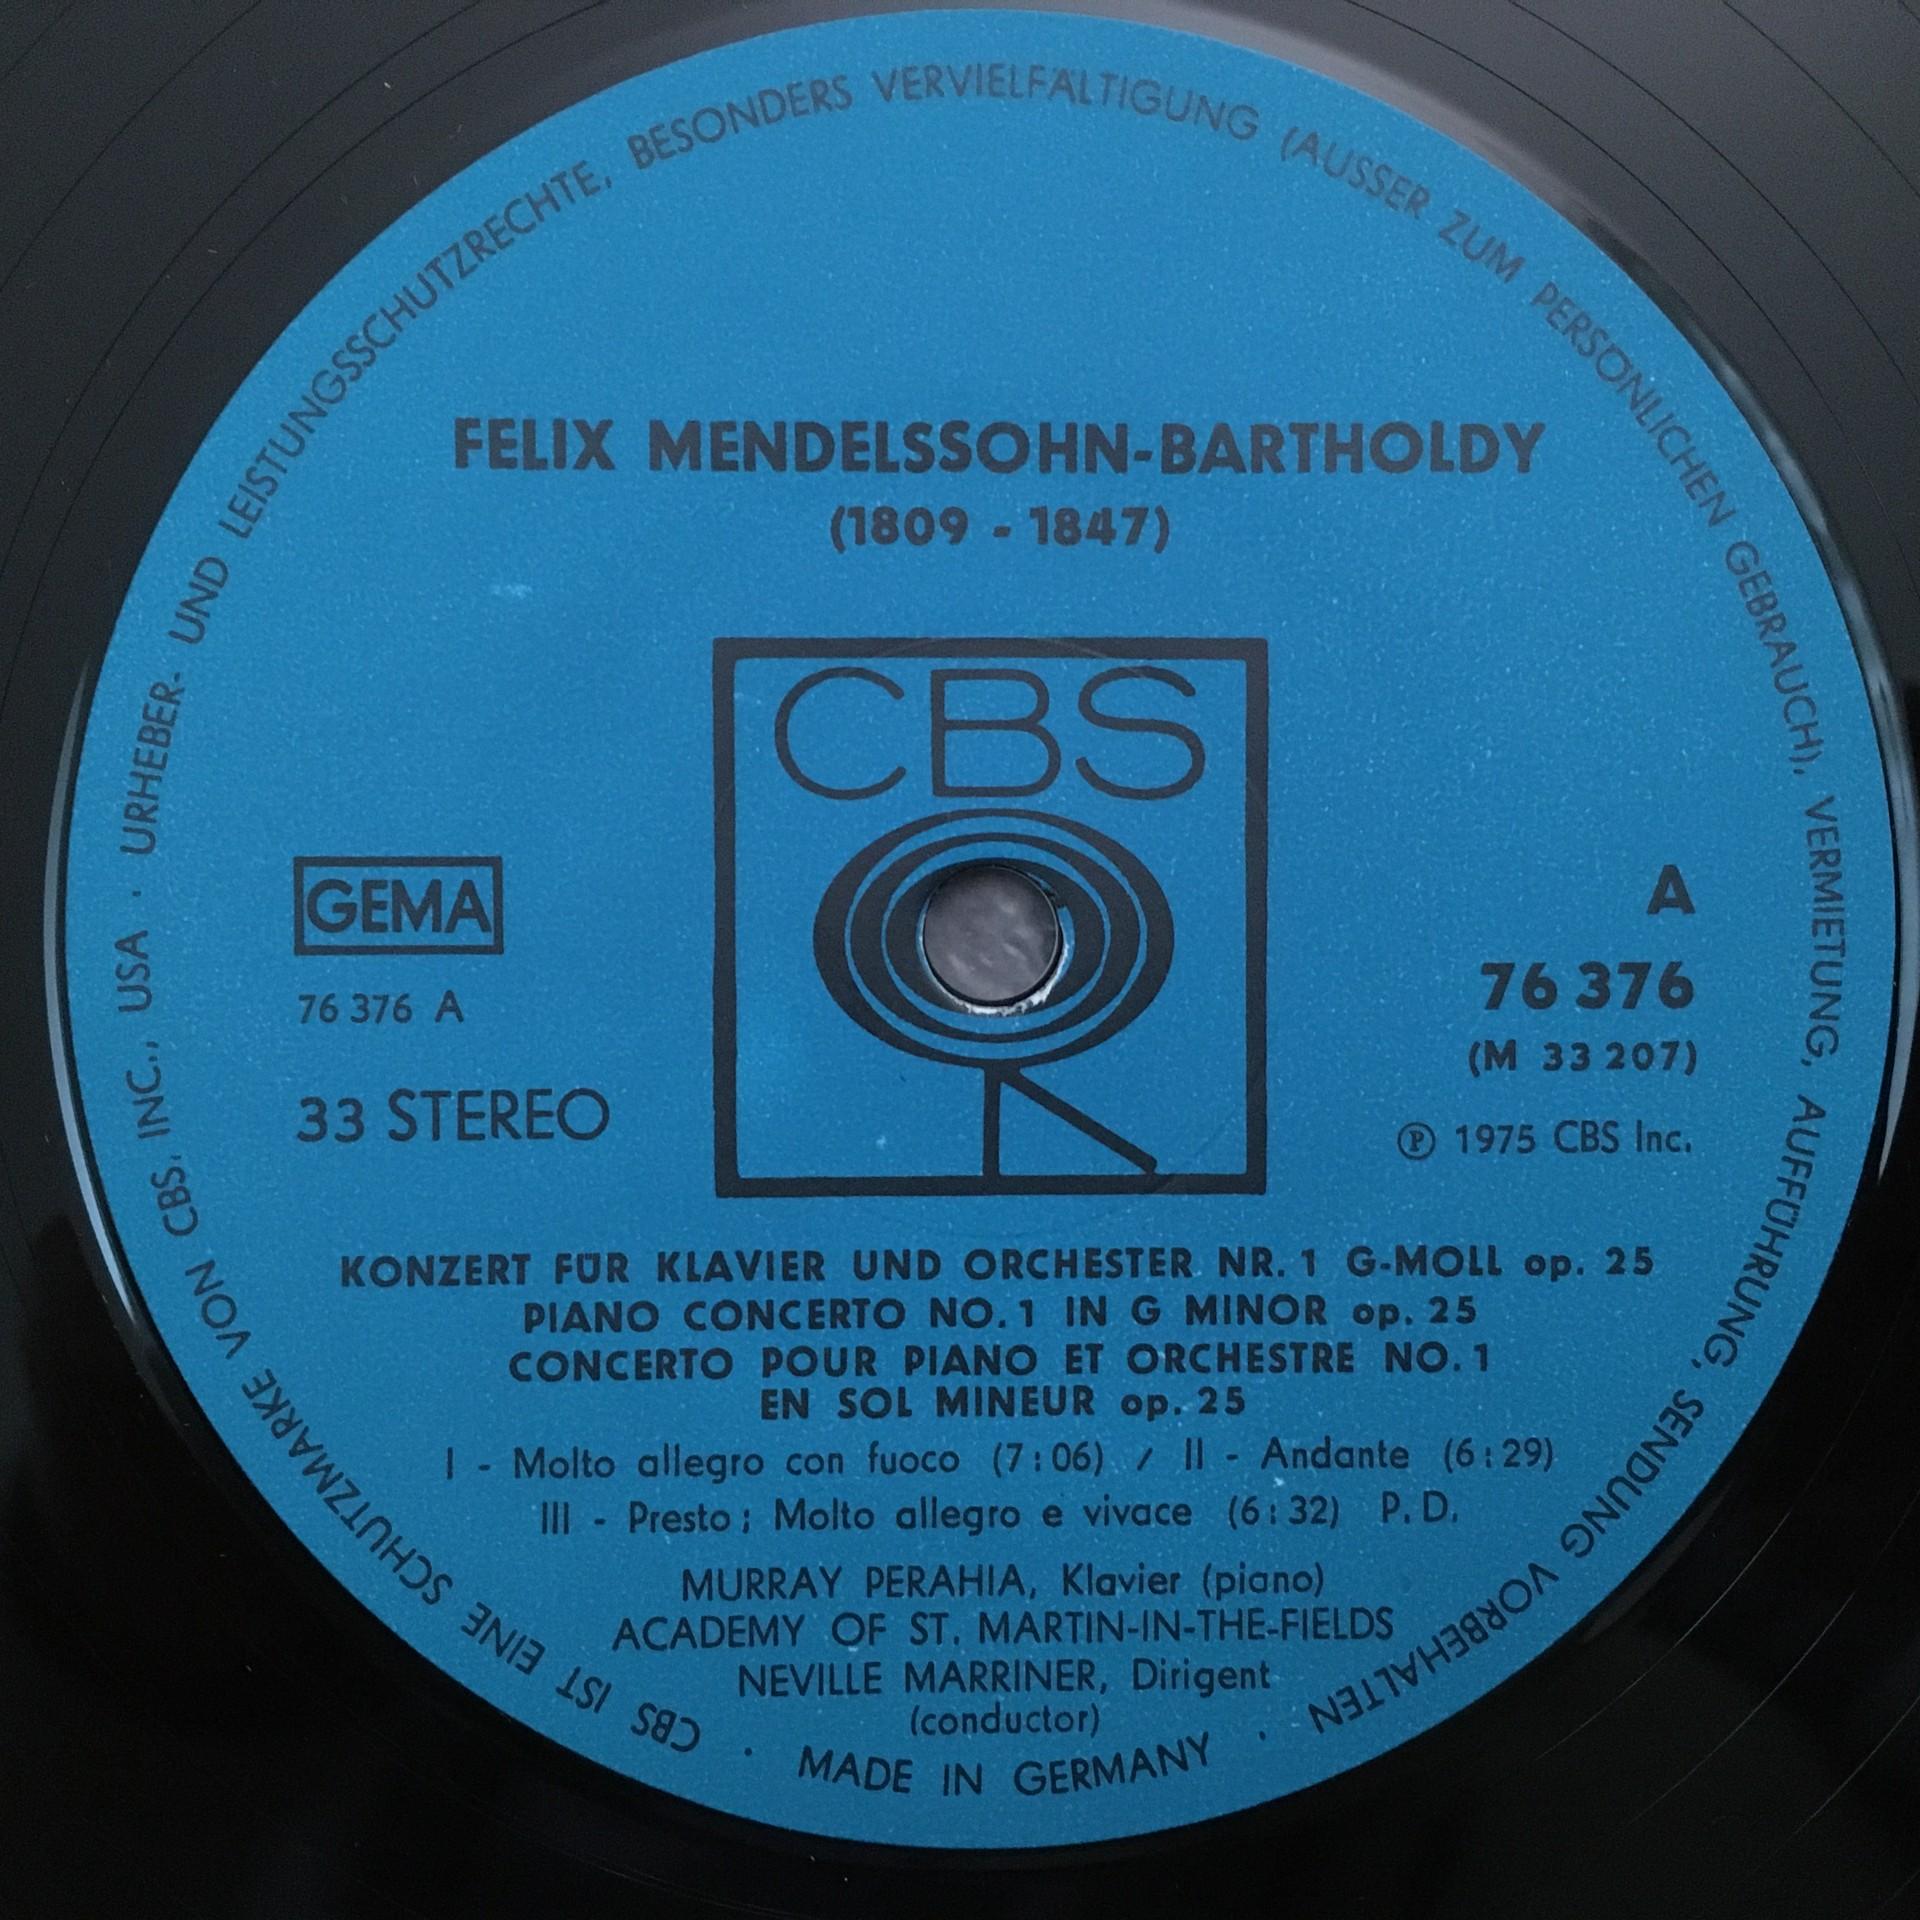 FELIX MENDELSSOHN-BARTHOLDY
(1809 - 1847)
CBS
GEMA
76 376 A
33 STEREO
A
76 376
(M 33 207)
Ⓟ 1975 CBS Inc.
KONZERT FÜR KLAVIER UND ORCHESTER NR. 1 G-MOLL op. 25
PIANO CONCERTO NO. 1 IN G MINOR op. 25
CONCERTO POUR PIANO ET ORCHESTRE NO. 1
EN SOL MINEUR op. 25
I - Molto allegro con fuoco (7:06) / II - Andante (6:29)
III - Presto; Molto allegro e vivace (6:32) P. D.
MURRAY PERAHIA, Klavier (piano)
ACADEMY OF ST. MARTIN-IN-THE-FIELDS
NEVILLE MARRINER, Dirigent
(conductor)
MADE IN GERMANY · CBS IST EINE SCHUTZMARKE VON CBS, INC., USA · URHEBER- UND LEISTUNGSSCHUTZRECHTE, BESONDERS VERVIELFÄLTIGUNG (AUSSER ZUM PERSÖNLICHEN GEBRAUCH), VERMIETUNG, AUFFÜHRUNG, SENDUNG VORBEHALTEN ·